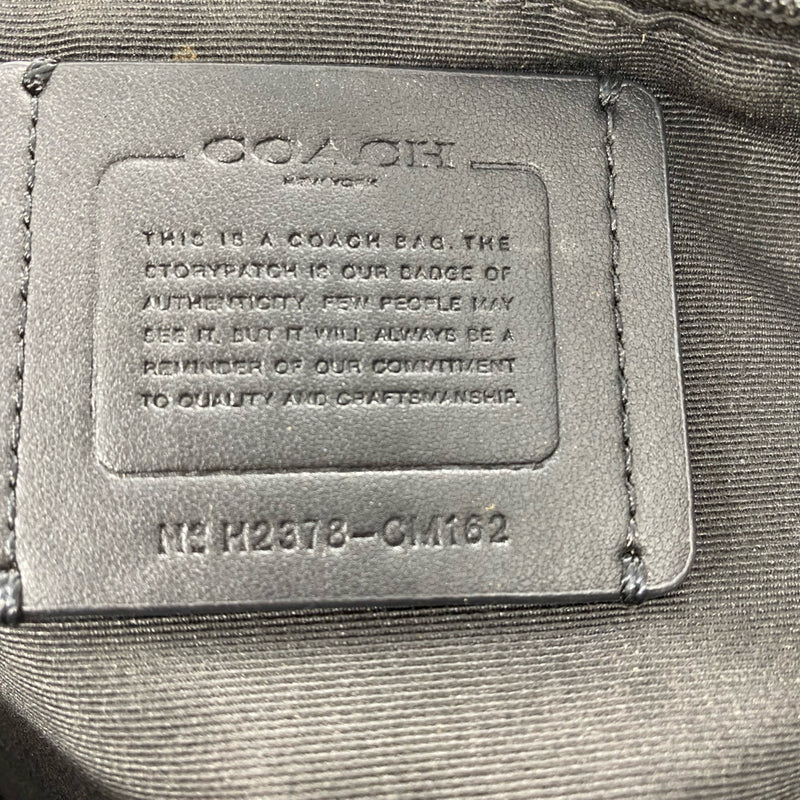 COACH
NEW YORK
THIS IS A COACH BAG. THE
STORYPATCH IS OUR BADGE OF
AUTHENTICITY. FEW PEOPLE MAY
SEE IT, BUT IT WILL ALWAYS BE A
REMINDER OF OUR COMMITMENT
TO QUALITY AND CRAFTSMANSHIP.
Nº H2378-CM162